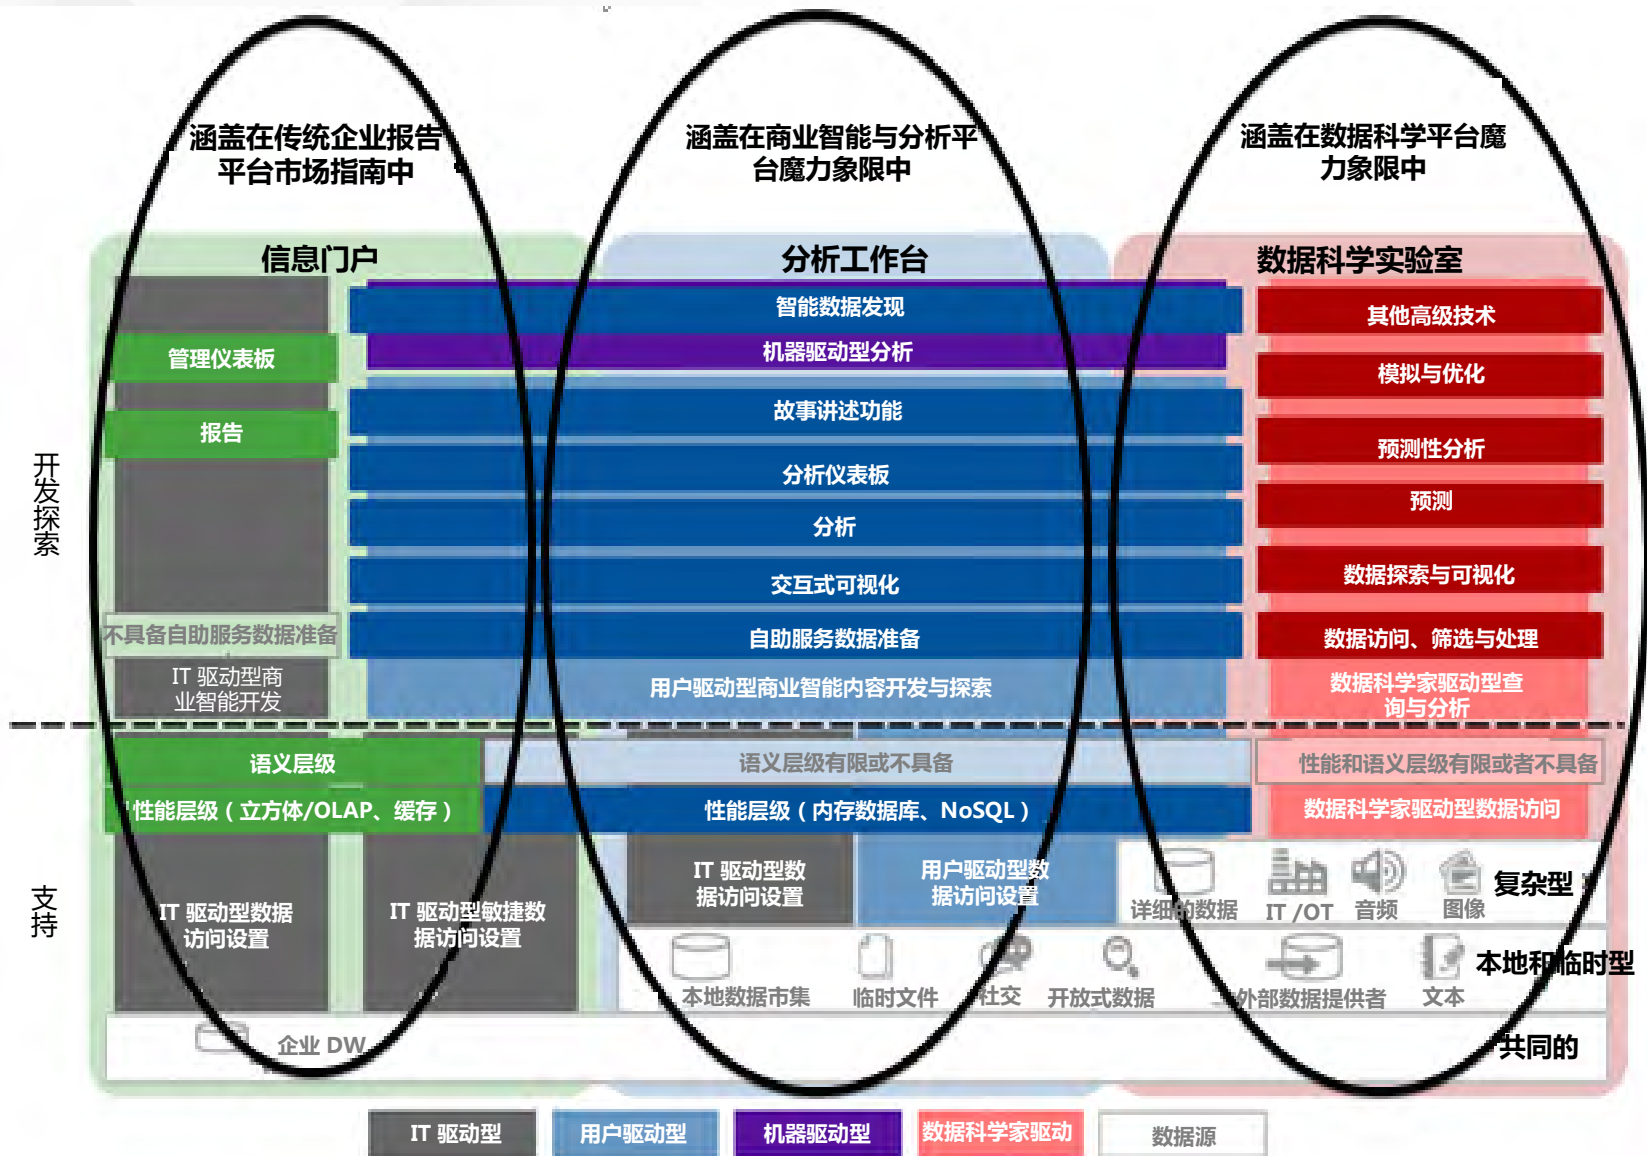 涵盖在传统企业报告
平台市场指南中
涵盖在商业智能与分析平
台魔力象限中
涵盖在数据科学平台魔
力象限中
信息门户
分析工作台
数据科学实验室
智能数据发现
机器驱动型分析
故事讲述功能
分析仪表板
分析
交互式可视化
自助服务数据准备
用户驱动型商业智能内容开发与探索
管理仪表板
报告
不具备自助服务数据准备
IT 驱动型商
业智能开发
其他高级技术
模拟与优化
预测性分析
预测
数据探索与可视化
数据访问、筛选与处理
数据科学家驱动型查
询与分析
开发探索
语义层级
语义层级有限或不具备
性能和语义层级有限或者不具备
性能层级（立方体/OLAP、缓存）
性能层级（内存数据库、NoSQL）
数据科学家驱动型数据访问
支持
IT 驱动型数据
访问设置
IT 驱动型敏捷数
据访问设置
IT 驱动型数
据访问设置
用户驱动型数
据访问设置
详细的数据
IT /OT
音频
图像
复杂型
本地数据市集
临时文件
社交
开放式数据
外部数据提供者
文本
本地和临时型
企业 DW
共同的
IT 驱动型
用户驱动型
机器驱动型
数据科学家驱动
数据源